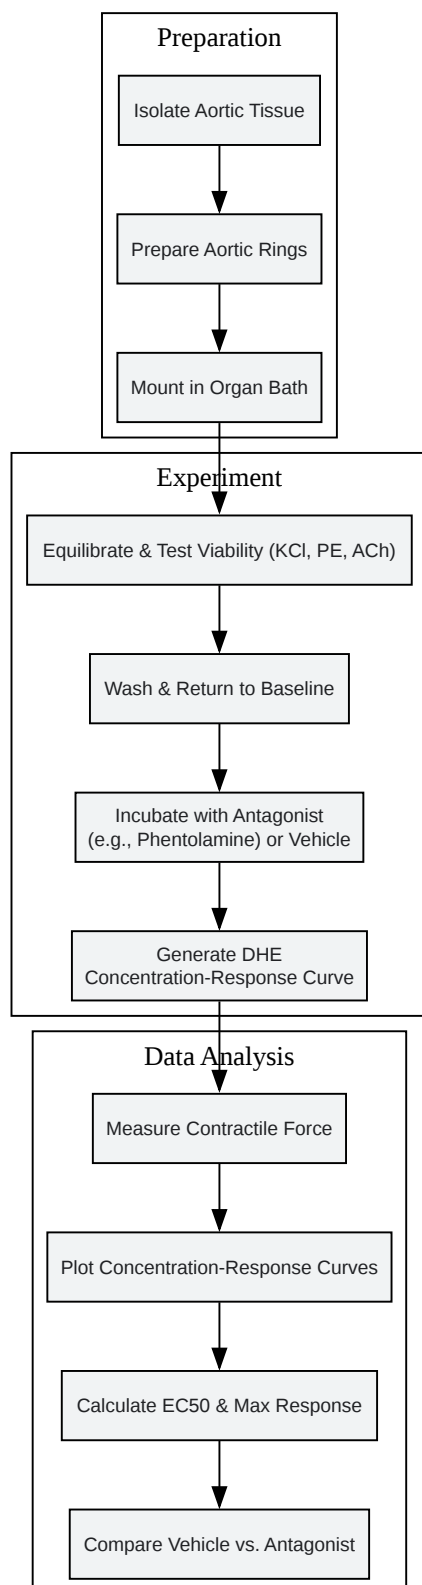 Preparation
Isolate Aortic Tissue
Prepare Aortic Rings
Mount in Organ Bath
Experiment
Equilibrate & Test Viability (KCl, PE, ACh)
Wash & Return to Baseline
Incubate with Antagonist
(e.g., Phentolamine) or Vehicle
Generate DHE
Concentration-Response Curve
Data Analysis
Measure Contractile Force
Plot Concentration-Response Curves
Calculate EC50 & Max Response
Compare Vehicle vs. Antagonist